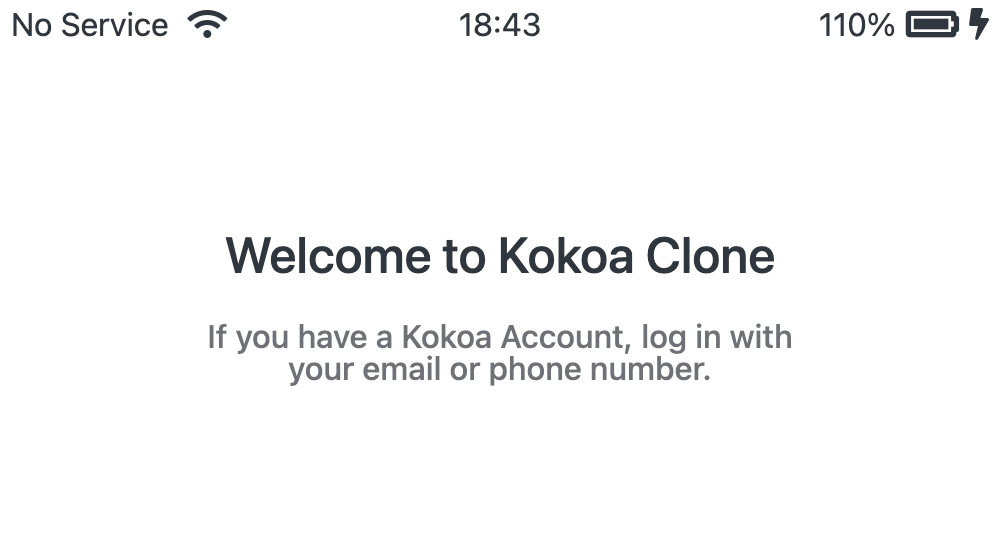 No Service 18:43 110%
Welcome to Kokoa Clone
If you have a Kokoa Account, log in with
your email or phone number.